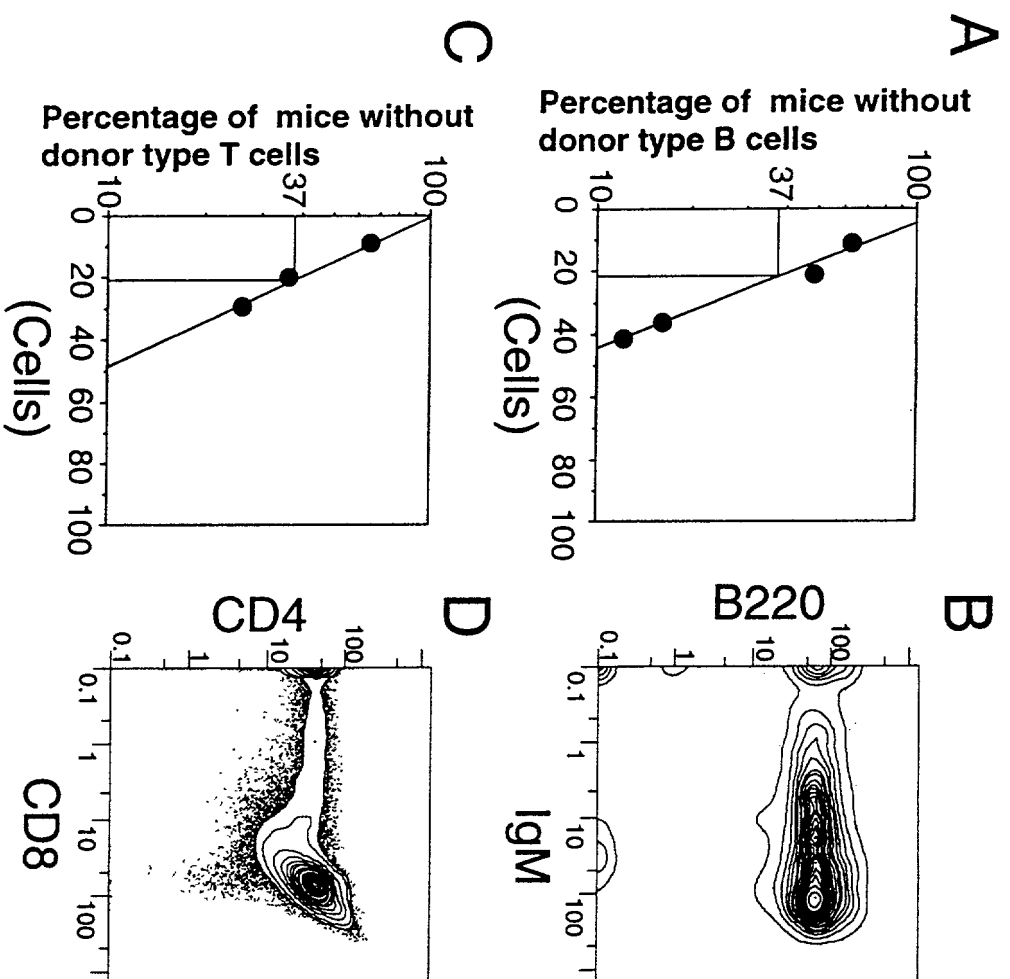 A
Percentage of mice without
donor type B cells
100
37
10
0
20
40
60
80
100
(Cells)
B
B220
100
10
1
0.1
0.1
1
10
100
IgM
C
Percentage of mice without
donor type T cells
100
37
10
0
20
40
60
80
100
(Cells)
D
CD4
100
10
1
0.1
0.1
1
10
100
CD8